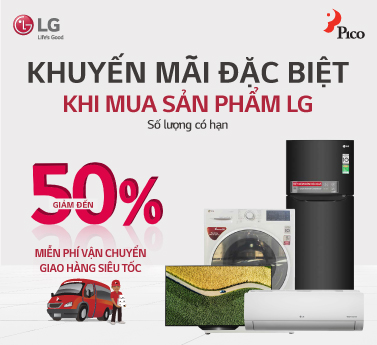 LG
Life's Good
Pico
KHUYẾN MÃI ĐẶC BIỆT
KHI MUA SẢN PHẨM LG
Số lượng có hạn
GIẢM ĐẾN
50%
MIỄN PHÍ VẬN CHUYỂN
GIAO HÀNG SIÊU TỐC